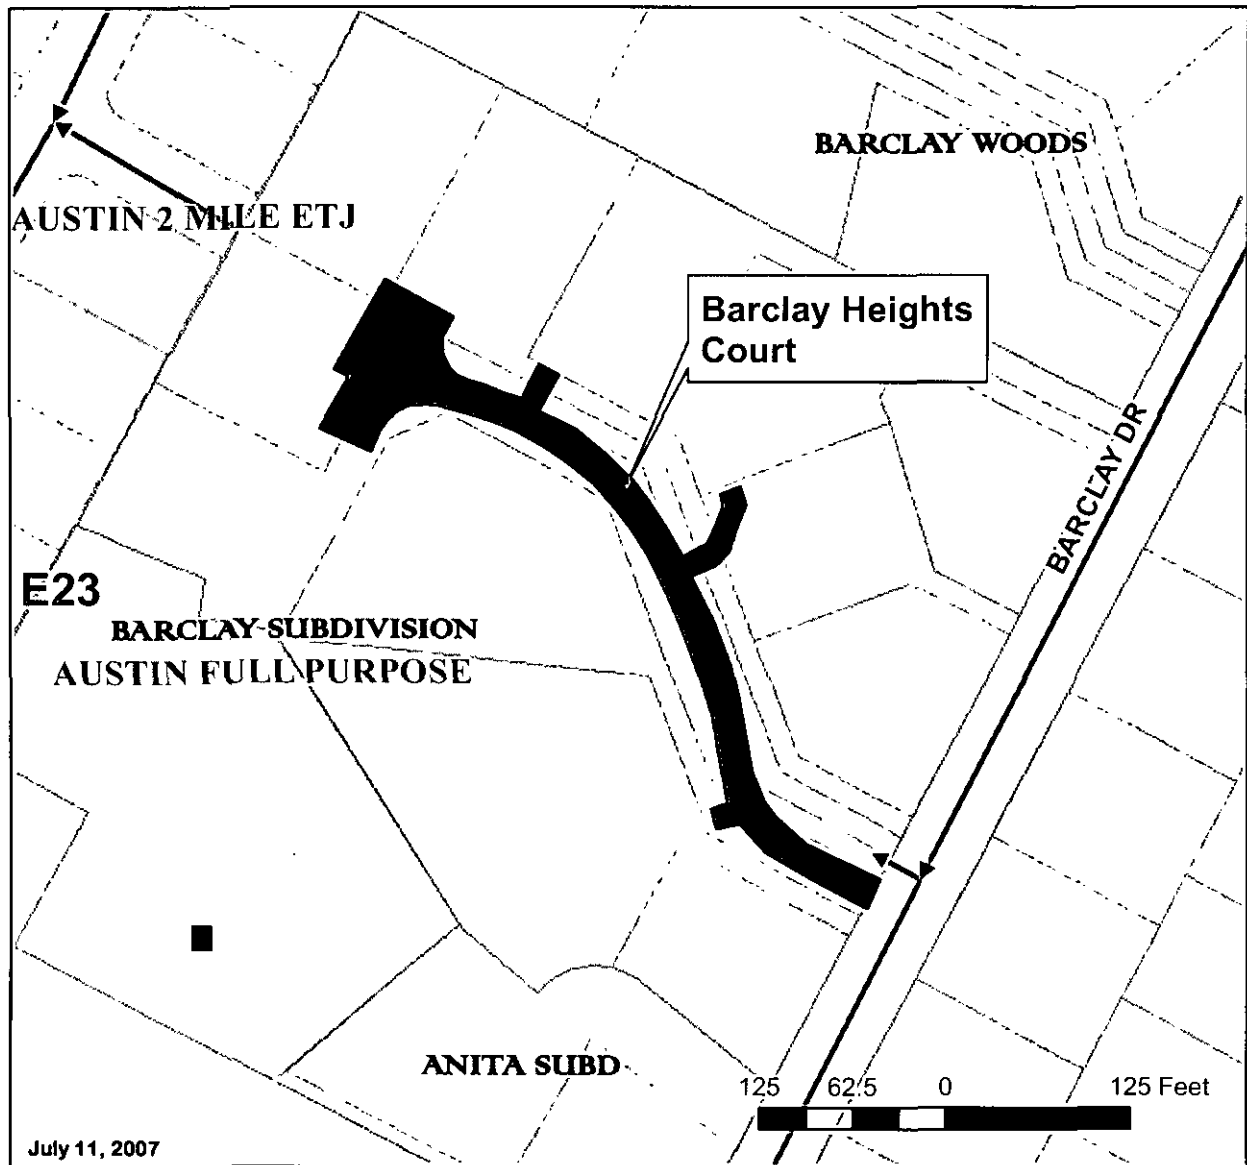 BARCLAY WOODS
AUSTIN 2 MILE ETJ
Barclay Heights
Court
BARCLAY DR
E23
BARCLAY SUBDIVISION
AUSTIN FULL PURPOSE
ANITA SUBD
125 62.5 0 125 Feet
July 11, 2007